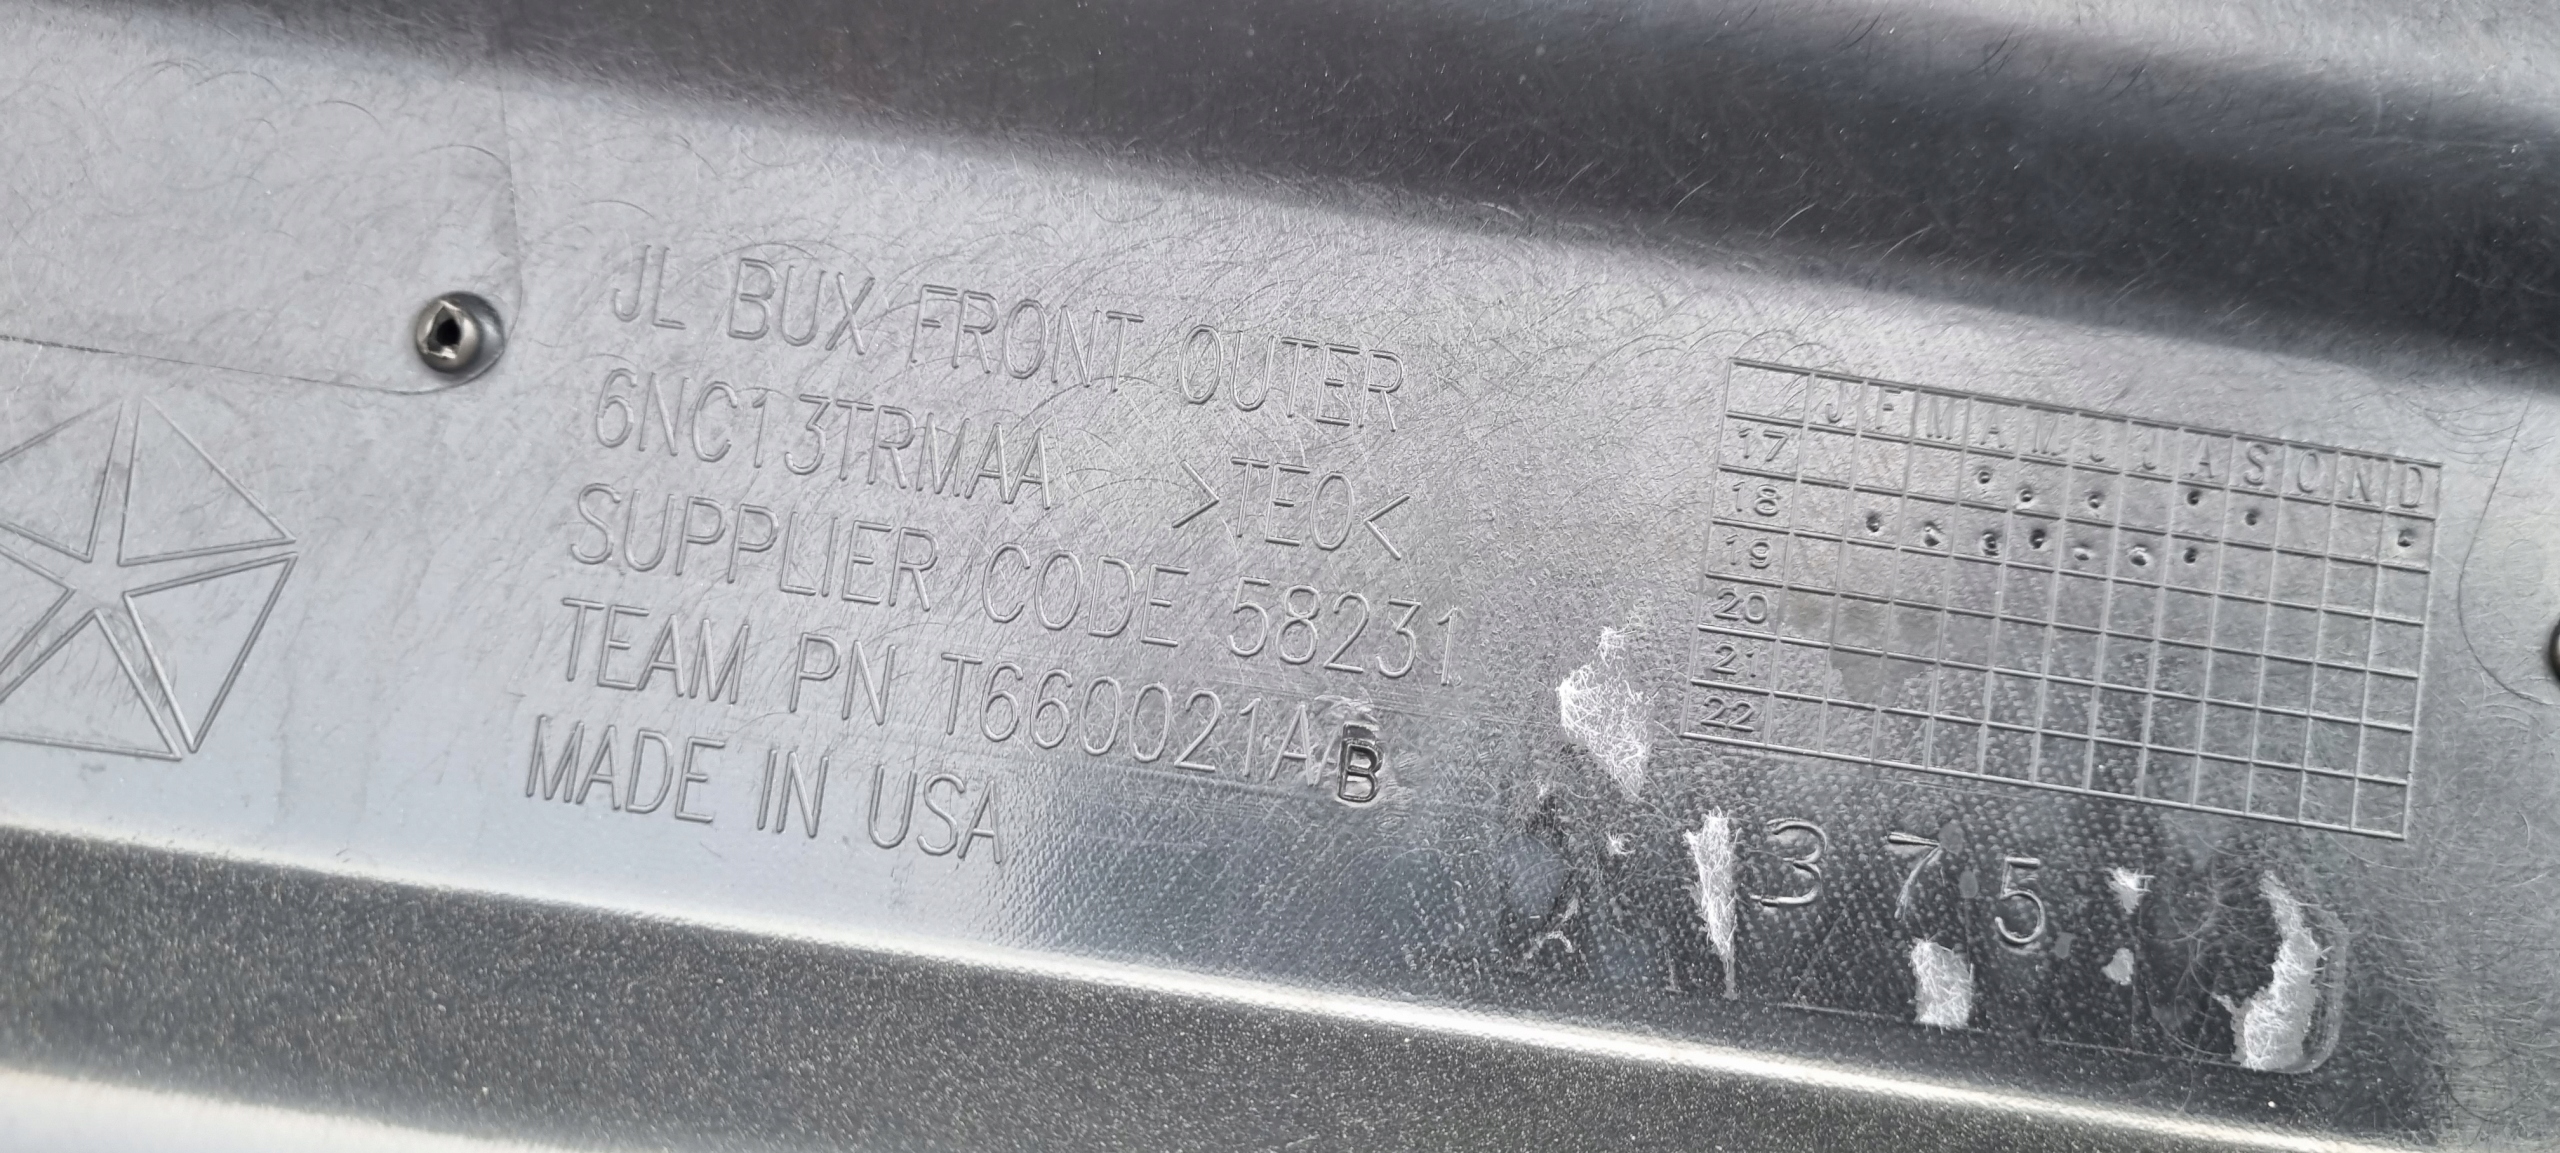 JL BUX FRONT OUTER
6NC13TRMAA >TEO<
SUPPLIER CODE 58231
TEAM PN T660021AB
MADE IN USA
J F M A M J J A S O N D
17
18
19
20
21
22
375